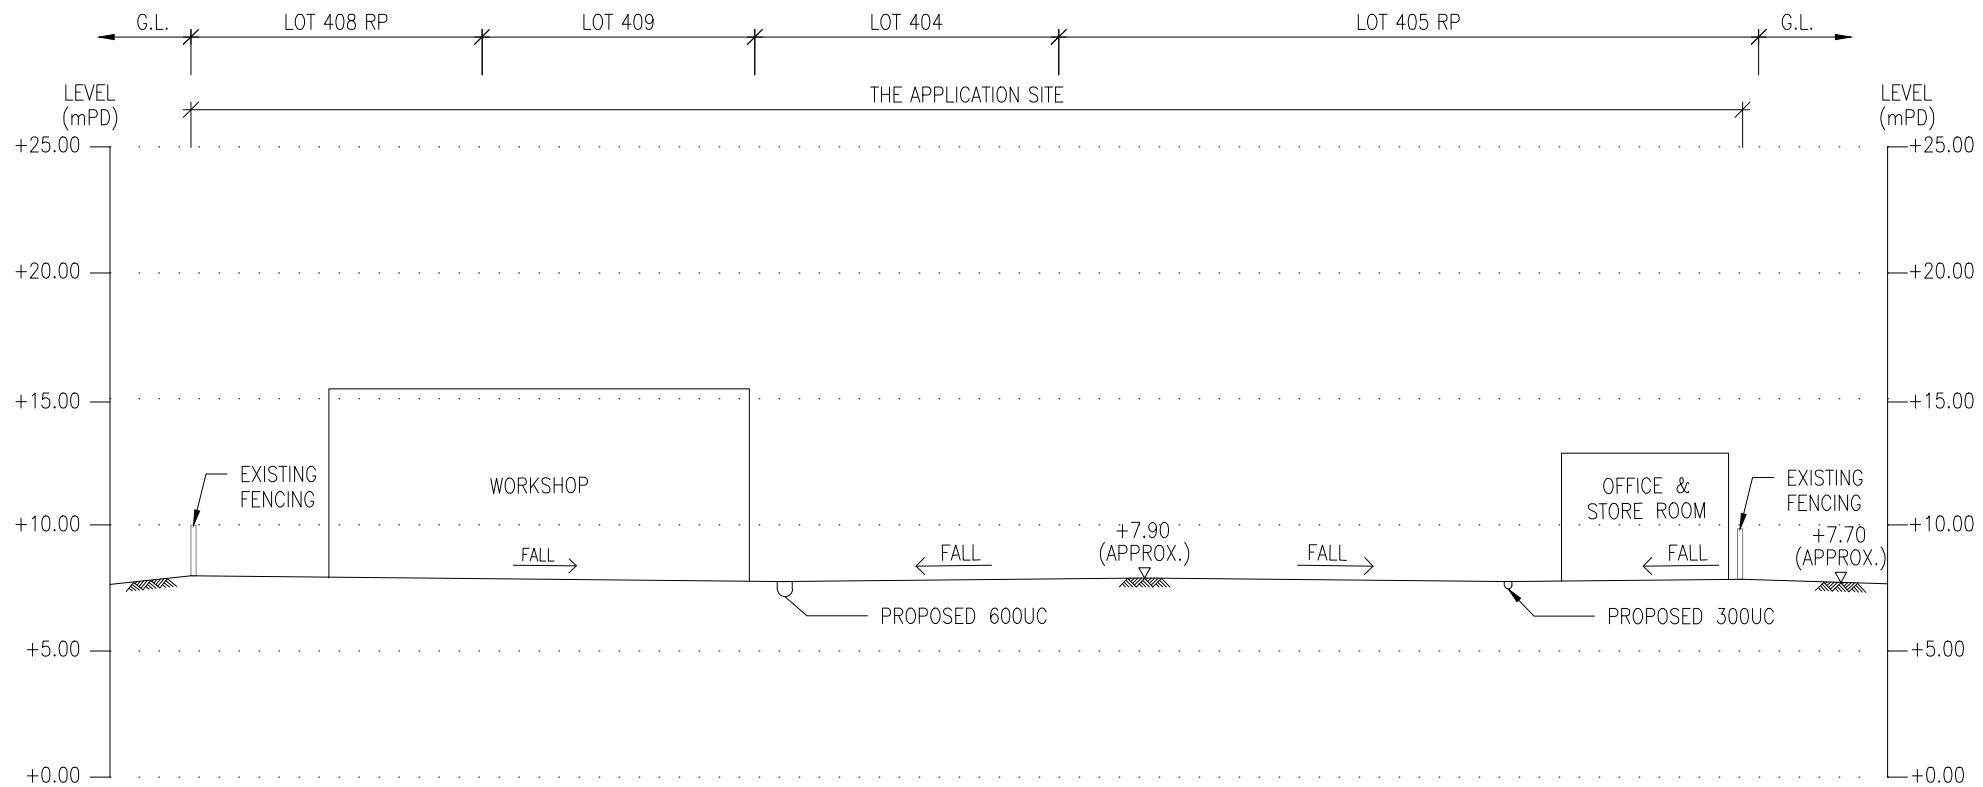 G.L. LOT 408 RP LOT 409 LOT 404 LOT 405 RP G.L.
THE APPLICATION SITE
LEVEL
(mPD)
LEVEL
(mPD)
+25.00 +25.00
+20.00 +20.00
+15.00 +15.00
EXISTING
FENCING
WORKSHOP
OFFICE &
STORE ROOM
EXISTING
FENCING
+10.00 +10.00
+7.90
(APPROX.)
+7.70
(APPROX.)
FALL FALL FALL FALL
PROPOSED 600UC PROPOSED 300UC
+5.00 +5.00
+0.00 +0.00